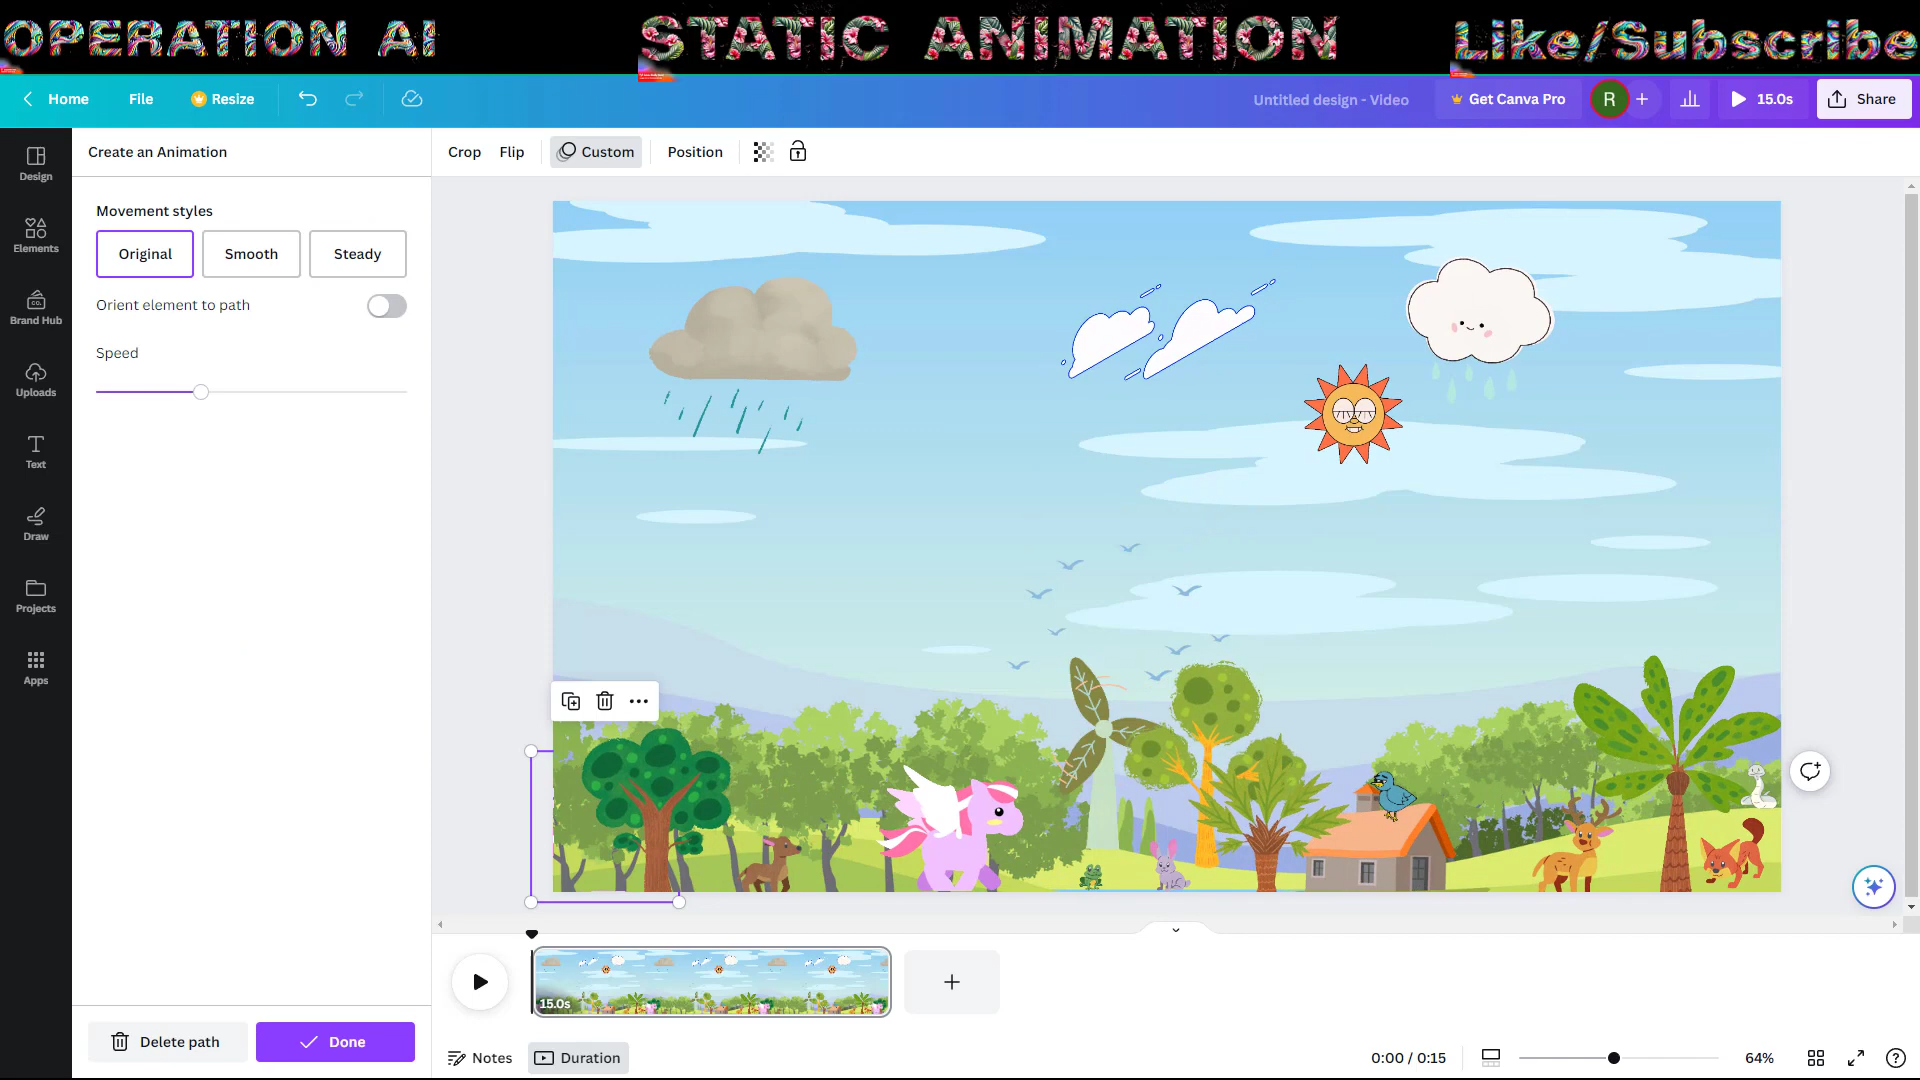 OPERATION AI
STATIC ANIMATION
Like/Subscribe
Home
File
Resize
Untitled design - Video
Get Canva Pro
R
15.0s
Share
Design
Elements
Brand Hub
CO.
Uploads
Text
Draw
Projects
Apps
Create an Animation
Movement styles
Original
Smooth
Steady
Orient element to path
Speed
Delete path
Done
Crop
Flip
Custom
Position
15.0s
Notes
Duration
0:00 / 0:15
64%